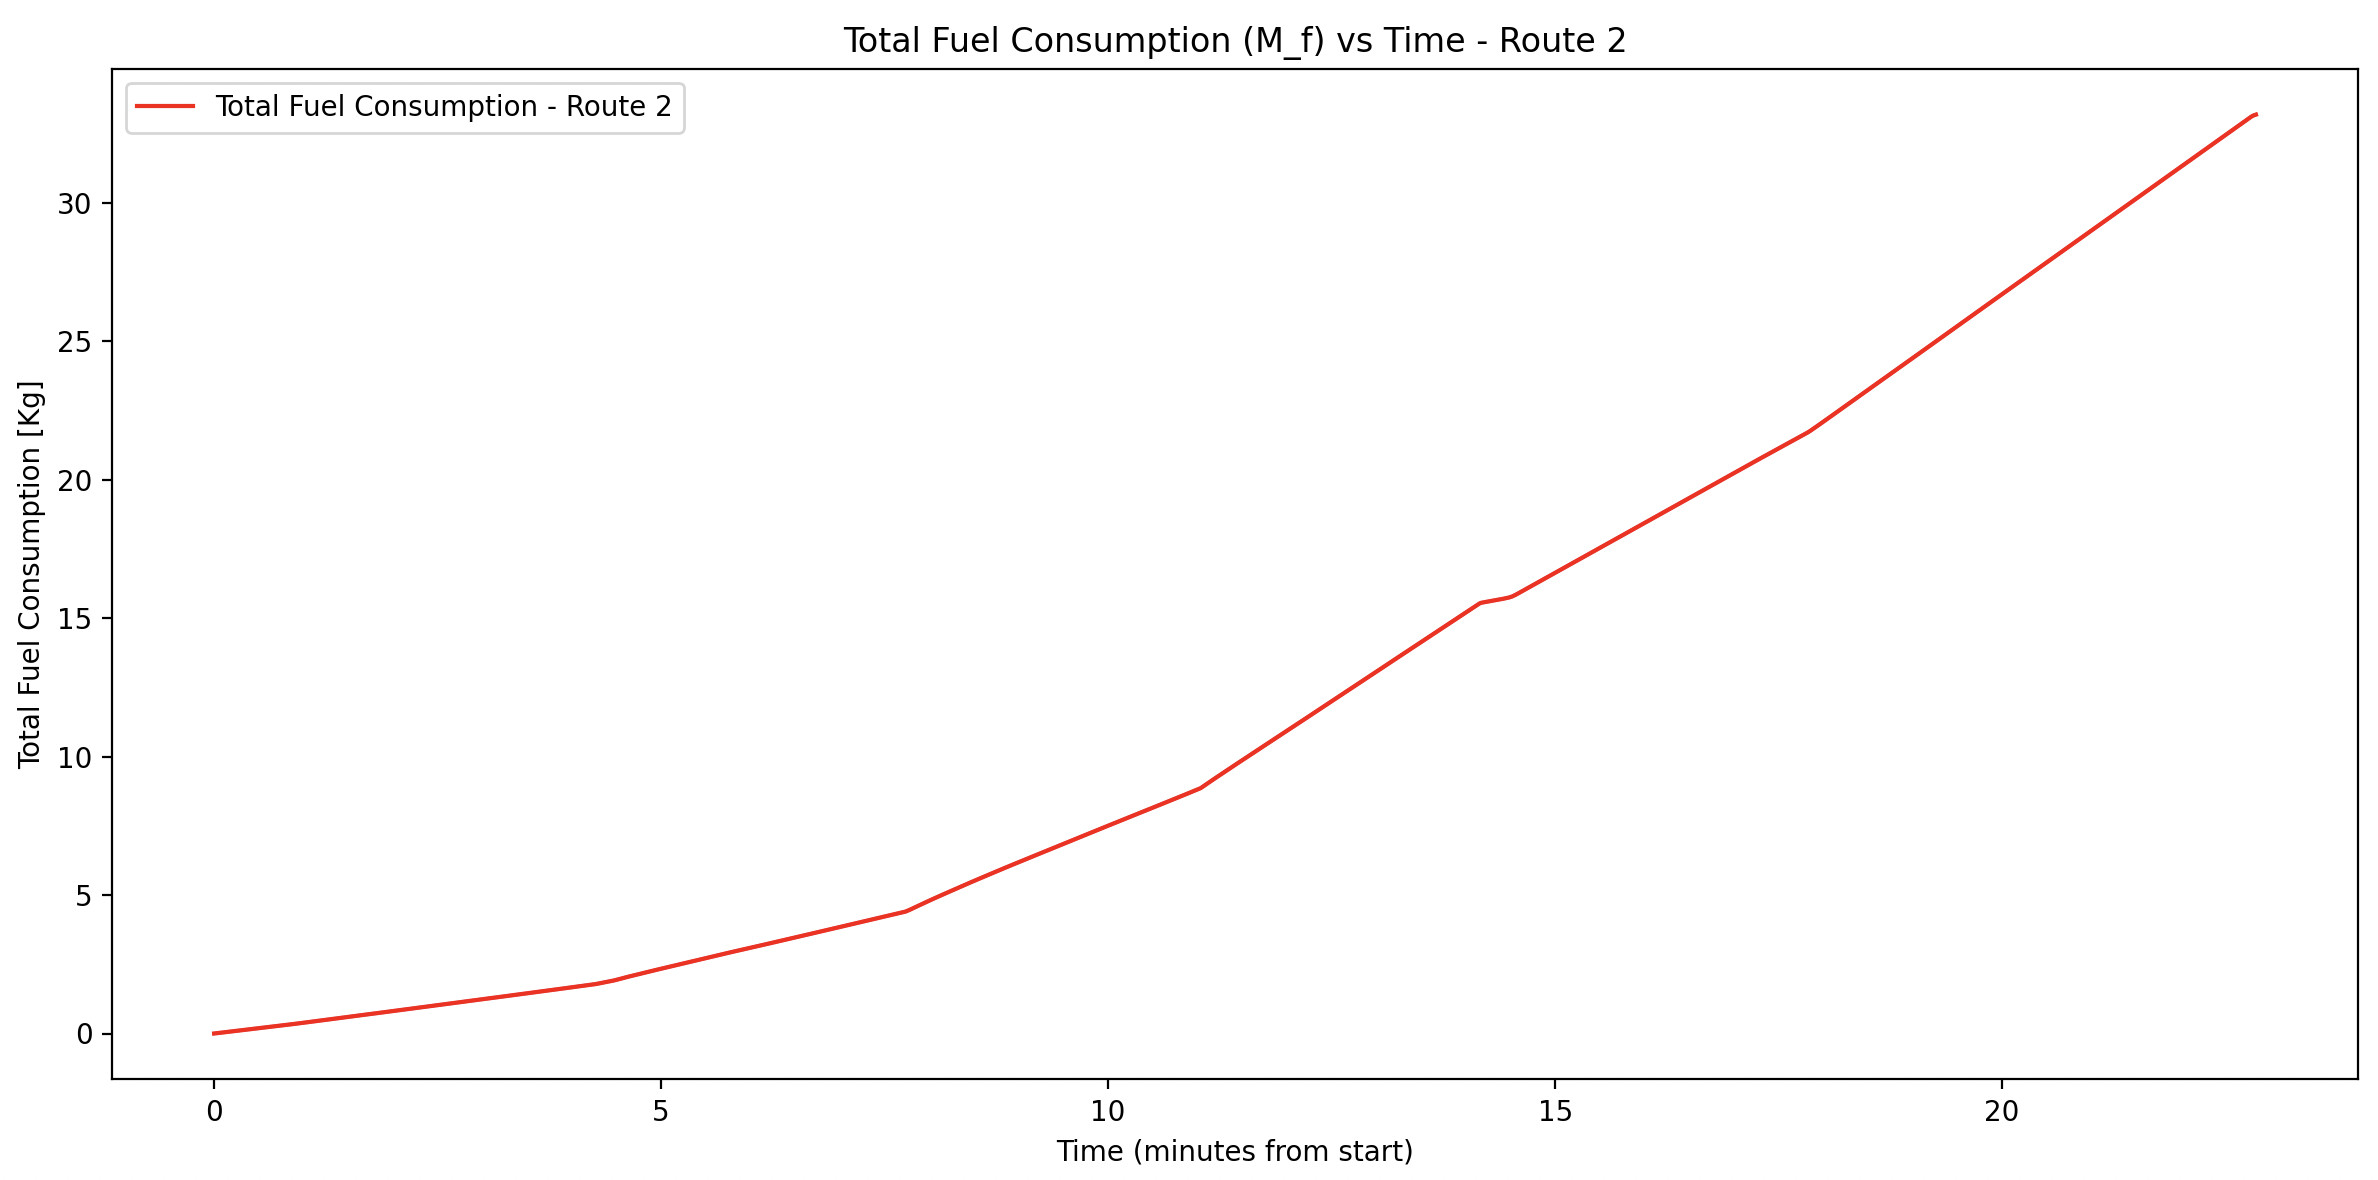 Total Fuel Consumption (M_f) vs Time - Route 2
Total Fuel Consumption - Route 2
Total Fuel Consumption [Kg]
30
25
20
15
10
5
0
0 5 10 15 20
Time (minutes from start)